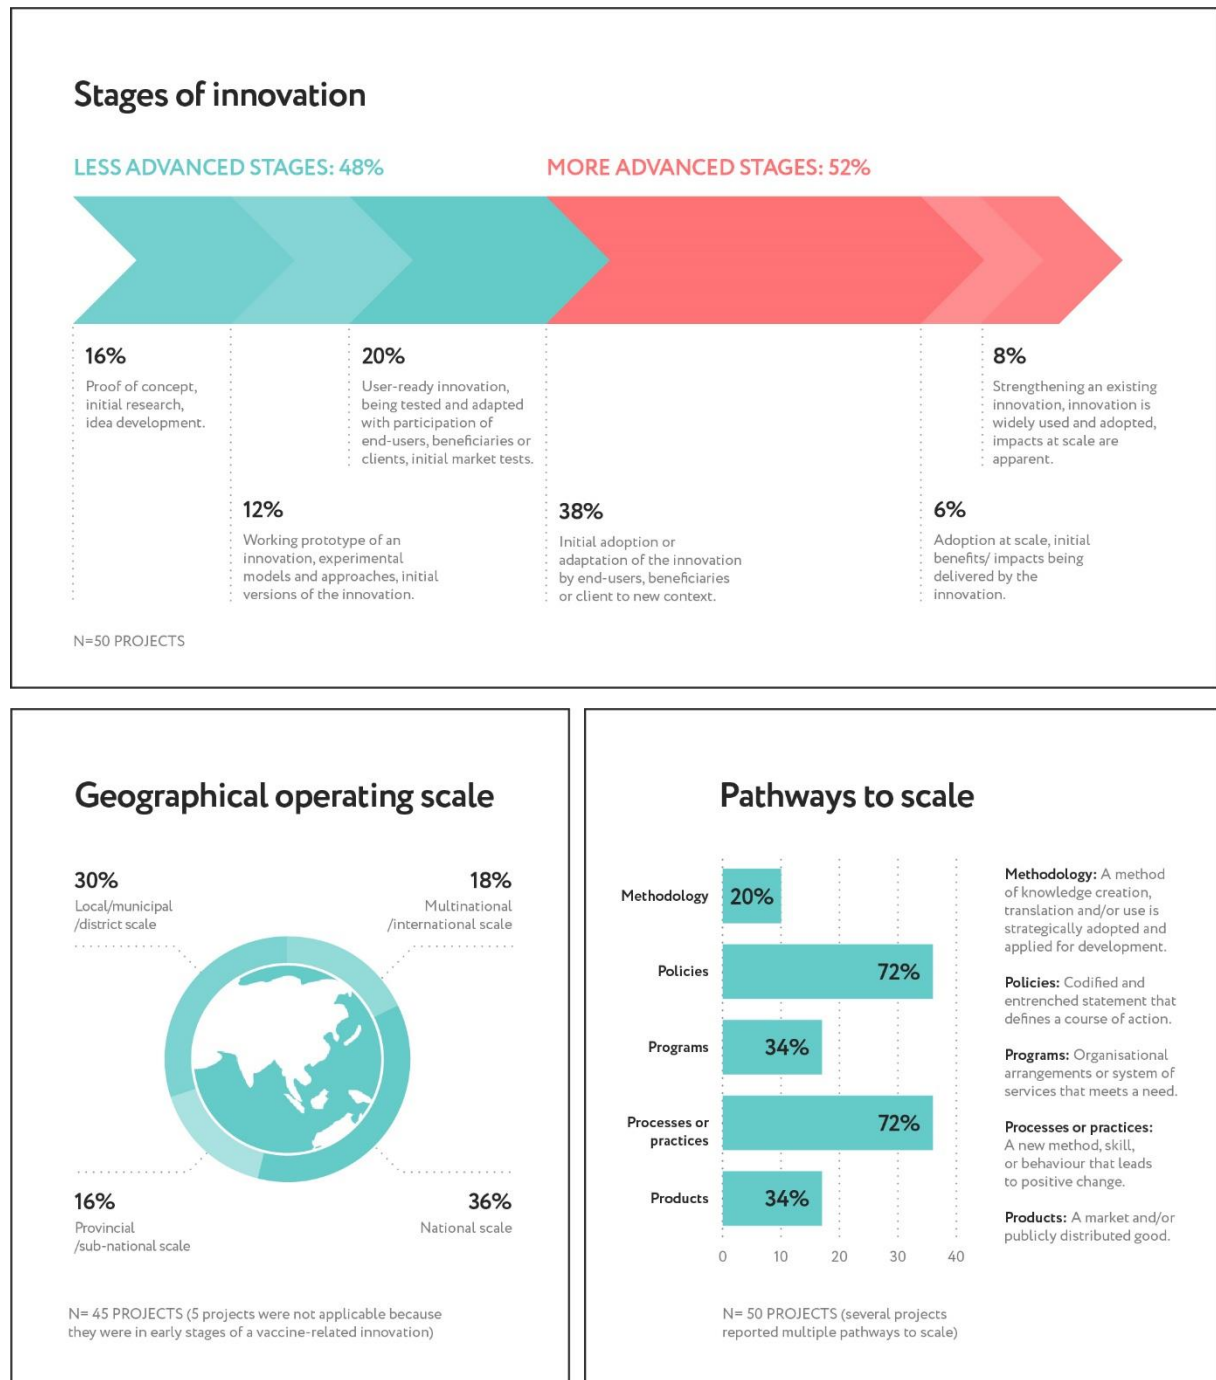 Stages of innovation
LESS ADVANCED STAGES: 48%
MORE ADVANCED STAGES: 52%
16%
Proof of concept,
initial research,
idea development.
12%
Working prototype of an
innovation, experimental
models and approaches, initial
versions of the innovation.
20%
User-ready innovation,
being tested and adapted
with participation of
end-users, beneficiaries or
clients, initial market tests.
38%
Initial adoption or
adaptation of the innovation
by end-users, beneficiaries
or client to new context.
6%
Adoption at scale, initial
benefits/ impacts being
delivered by the
innovation.
8%
Strengthening an existing
innovation, innovation is
widely used and adopted,
impacts at scale are
apparent.
N=50 PROJECTS
Geographical operating scale
30%
Local/municipal
/district scale
18%
Multinational
/international scale
16%
Provincial
/sub-national scale
36%
National scale
N= 45 PROJECTS (5 projects were not applicable because
they were in early stages of a vaccine-related innovation)
Pathways to scale
Methodology
20%
Policies
72%
Programs
34%
Processes or
practices
72%
Products
34%
0 10 20 30 40
Methodology: A method
of knowledge creation,
translation and/or use is
strategically adopted and
applied for development.
Policies: Codified and
entrenched statement that
defines a course of action.
Programs: Organisational
arrangements or system of
services that meets a need.
Processes or practices:
A new method, skill,
or behaviour that leads
to positive change.
Products: A market and/or
publicly distributed good.
N= 50 PROJECTS (several projects
reported multiple pathways to scale)